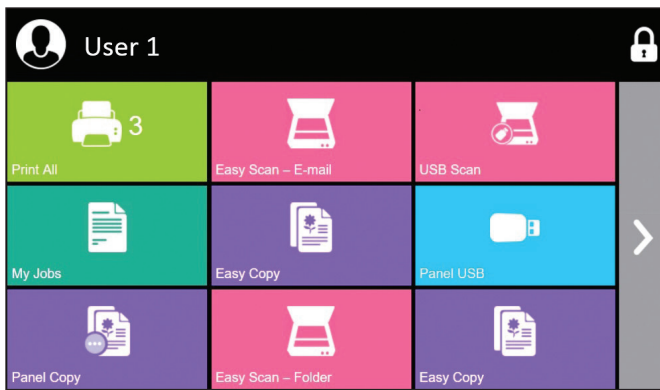 User 1
3
Print All
Easy Scan – E-mail
USB Scan
My Jobs
Easy Copy
Panel USB
Panel Copy
Easy Scan – Folder
Easy Copy